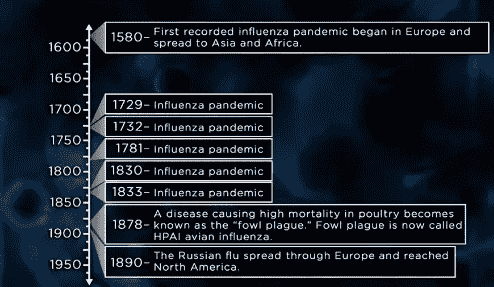 1580– First recorded influenza pandemic began in Europe and
spread to Asia and Africa.
1600
1650
1700
1729– Influenza pandemic
1732– Influenza pandemic
1750
1781– Influenza pandemic
1800
1830– Influenza pandemic
1833– Influenza pandemic
1850
1878– A disease causing high mortality in poultry becomes
known as the "fowl plague." Fowl plague is now called
HPAI avian influenza.
1900
1890– The Russian flu spread through Europe and reached
North America.
1950